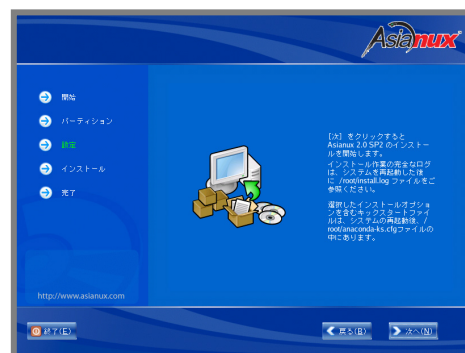 Asianux
開始
パーティション
設定
インストール
完了
［次］をクリックすると
Asianux 2.0 SP2 のインストー
ルを開始します。
インストール作業の完全なログ
は、システムを再起動した後
に /root/install.log ファイルをご
参照ください。
選択したインストールオプショ
ンを含むキックスタートファイ
ルは、システムの再起動後、/
root/anaconda-ks.cfgファイルの
中にあります。
http://www.asianux.com
終了(E)
戻る(B)
次へ(N)